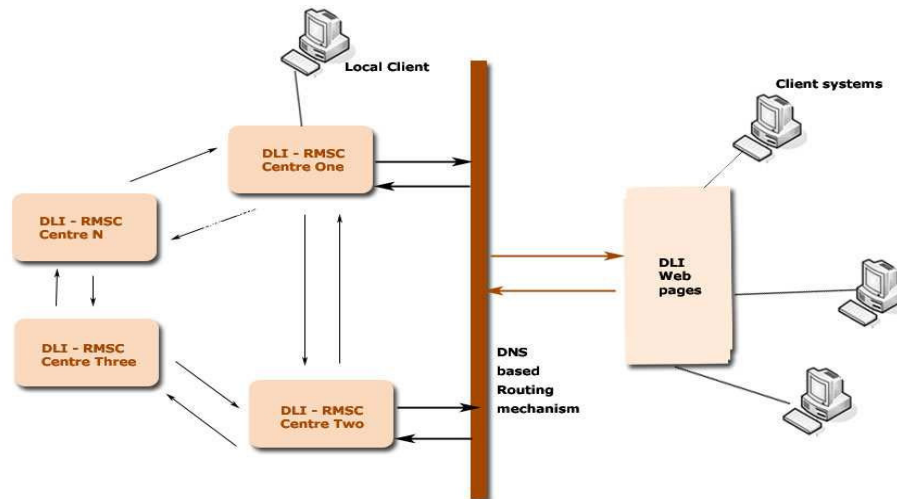 Local Client
Client systems
DLI - RMSC
Centre One
DLI - RMSC
Centre N
DLI
Web
pages
DLI - RMSC
Centre Three
DNS
based
Routing
mechanism
DLI - RMSC
Centre Two